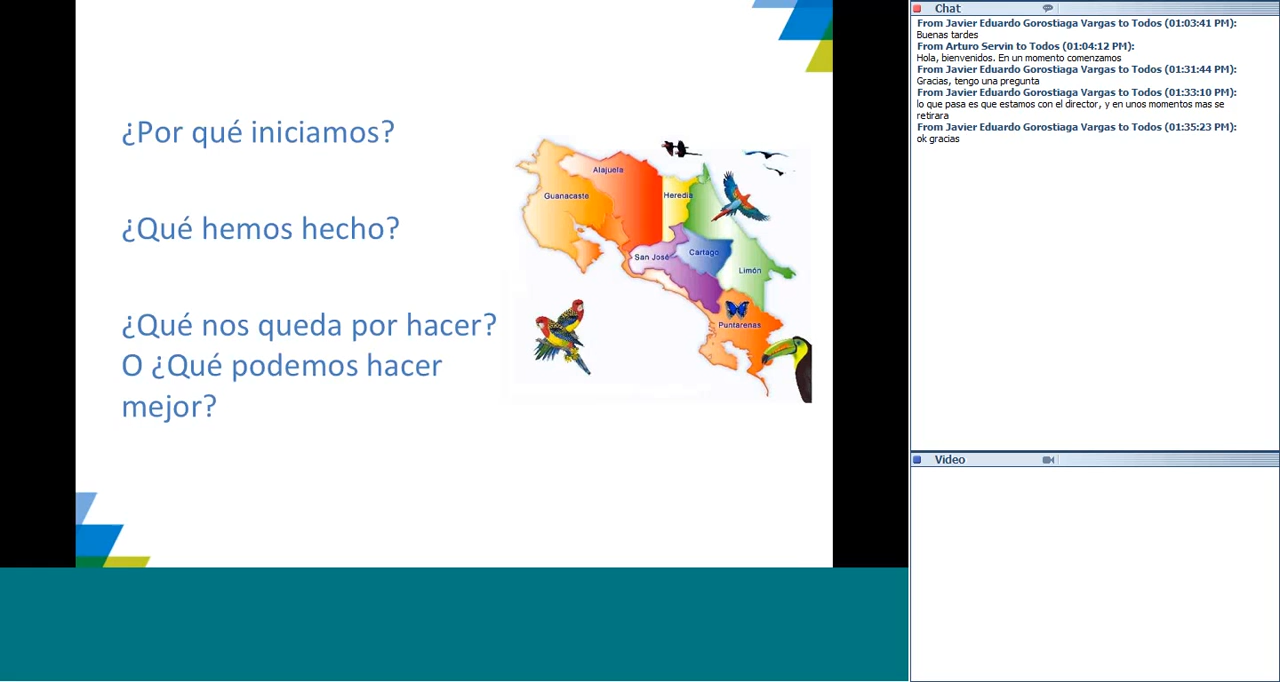 ¿Por qué iniciamos?
¿Qué hemos hecho?
¿Qué nos queda por hacer?
O ¿Qué podemos hacer
mejor?
Alajuela
Guanacaste
Heredia
San José
Cartago
Limón
Puntarenas
Chat
From Javier Eduardo Gorostiaga Vargas to Todos (01:03:41 PM):
Buenas tardes
From Arturo Servin to Todos (01:04:12 PM):
Hola, bienvenidos. En un momento comenzamos
From Javier Eduardo Gorostiaga Vargas to Todos (01:31:44 PM):
Gracias, tengo una pregunta
From Javier Eduardo Gorostiaga Vargas to Todos (01:33:10 PM):
lo que pasa es que estamos con el director, y en unos momentos mas se
retirara
From Javier Eduardo Gorostiaga Vargas to Todos (01:35:23 PM):
ok gracias
Video